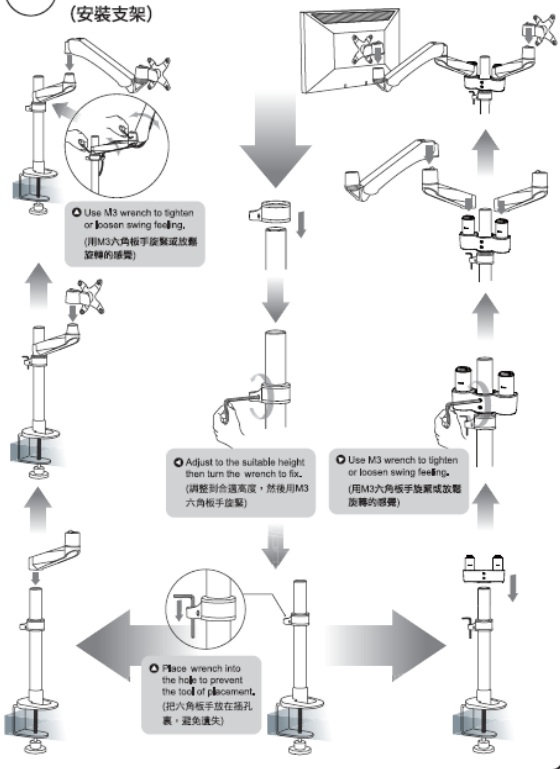 (安裝支架)
Use M3 wrench to tighten
or loosen swing feeling.
(用M3六角板手旋緊或放鬆
旋轉的感覺)
Adjust to the suitable height
then turn the wrench to fix.
(調整到合適高度，然後用M3
六角板手旋緊)
Use M3 wrench to tighten
or loosen swing feeling.
(用M3六角板手旋緊或放鬆
旋轉的感覺)
Place wrench into
the hole to prevent
the tool of placement.
(把六角板手放在插孔
裏，避免遺失)